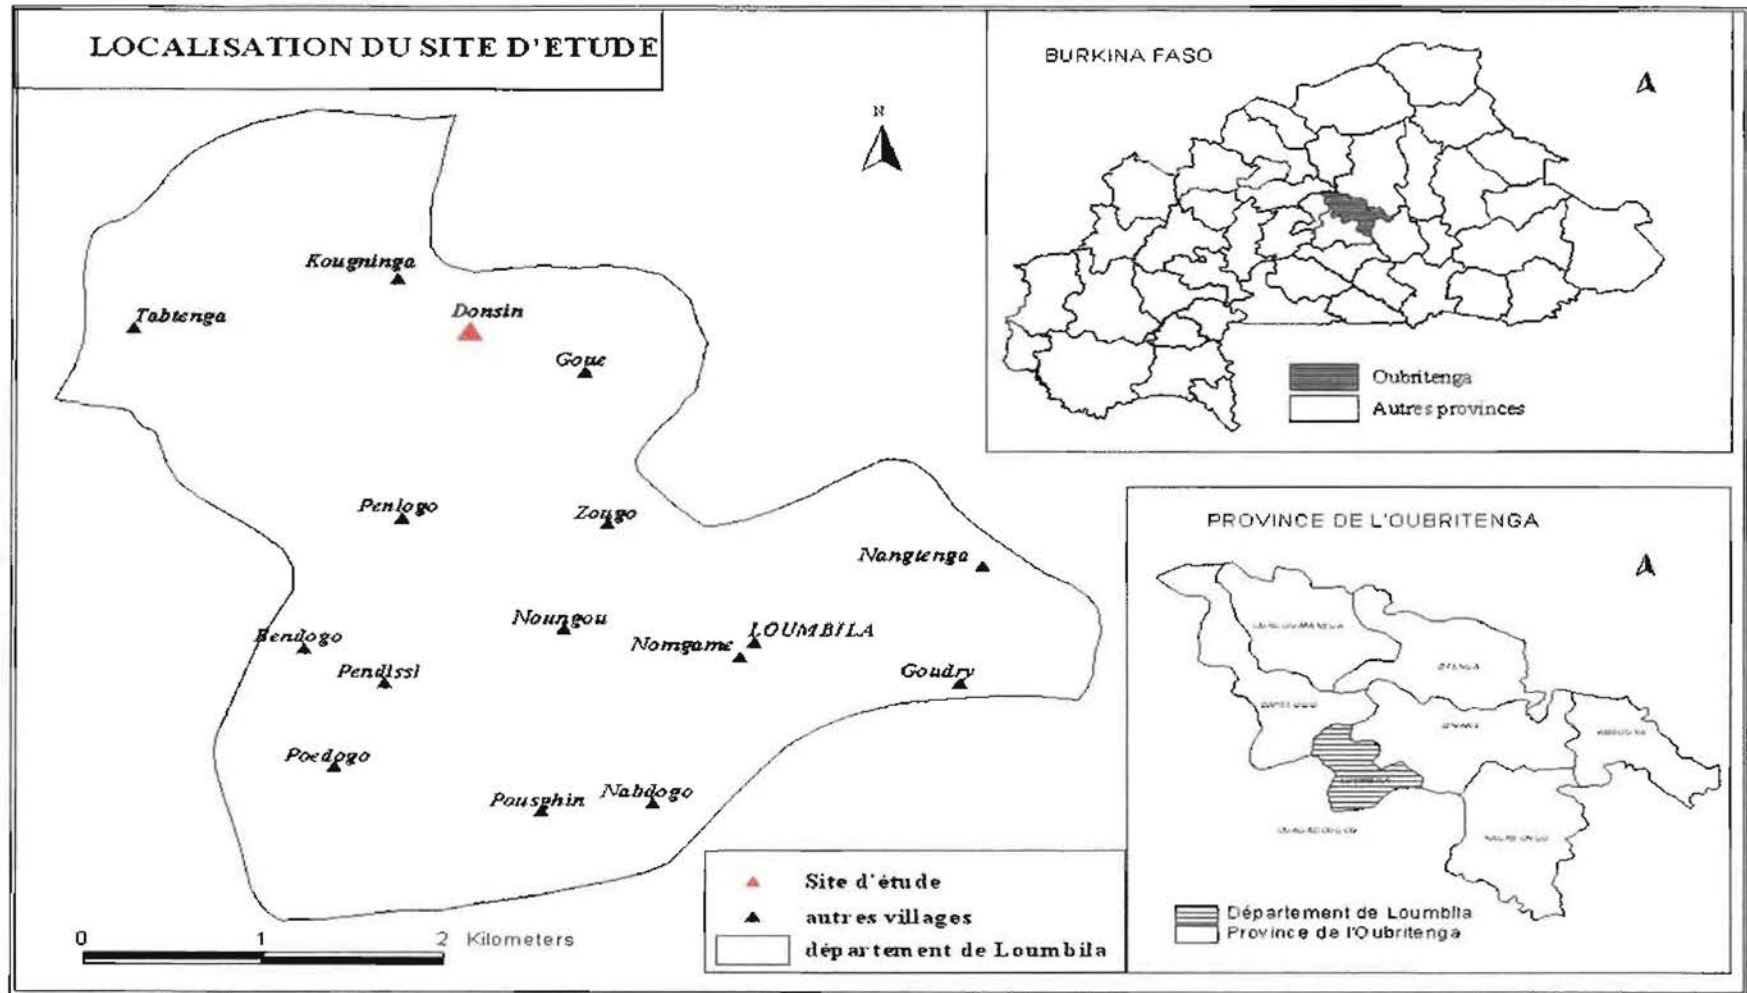 LOCALISATION DU SITE D'ETUDE
N
Kougninga
Tabtenga
Donsin
Goue
Penlogo
Zougo
Nangtenga
Noungou
LOUMBILA
Nomgame
Bendogo
Pendissi
Goudry
Poedogo
Pousghin
Nabdogo
0 1 2 Kilometers
Site d'étude
autres villages
département de Loumbila
BURKINA FASO
Oubritenga
Autres provinces
PROVINCE DE L'OUBRITENGA
Département de Loumbila
Province de l'Oubritenga